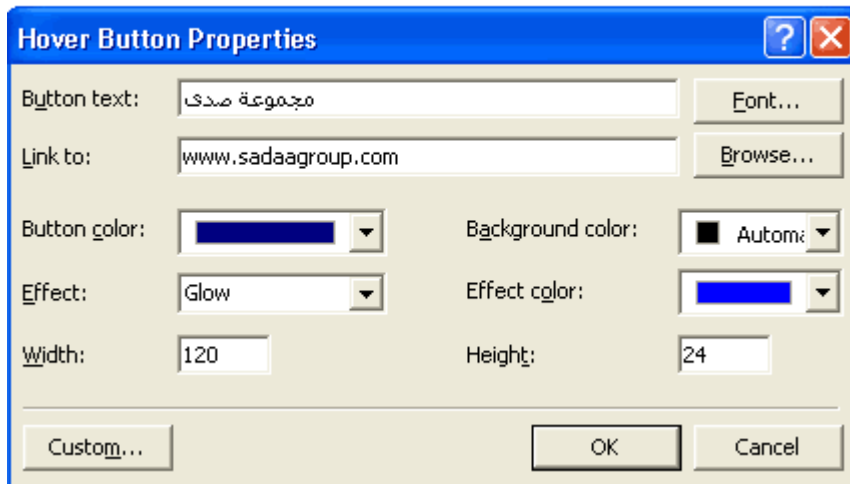 Hover Button Properties
Button text: مجموعة صدى Font...
Link to: www.sadaagroup.com Browse...
Button color: Background color: Automa
Effect: Glow Effect color:
Width: 120 Height: 24
Custom... OK Cancel